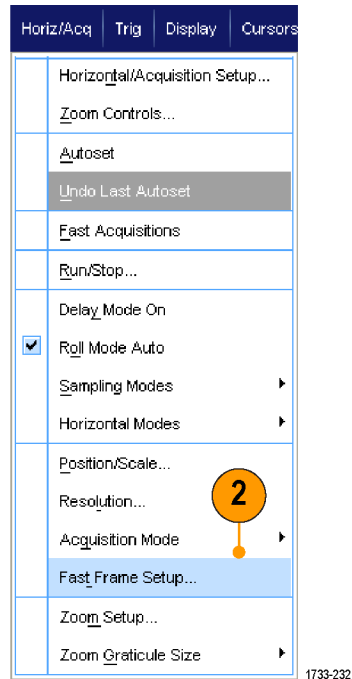 Horiz/Acq Trig Display Cursors
Horizontal/Acquisition Setup...
Zoom Controls...
Autoset
Undo Last Autoset
Fast Acquisitions
Run/Stop...
Delay Mode On
Roll Mode Auto
Sampling Modes
Horizontal Modes
Position/Scale...
Resolution...
2
Acquisition Mode
Fast Frame Setup...
Zoom Setup...
Zoom Graticule Size
1733-232